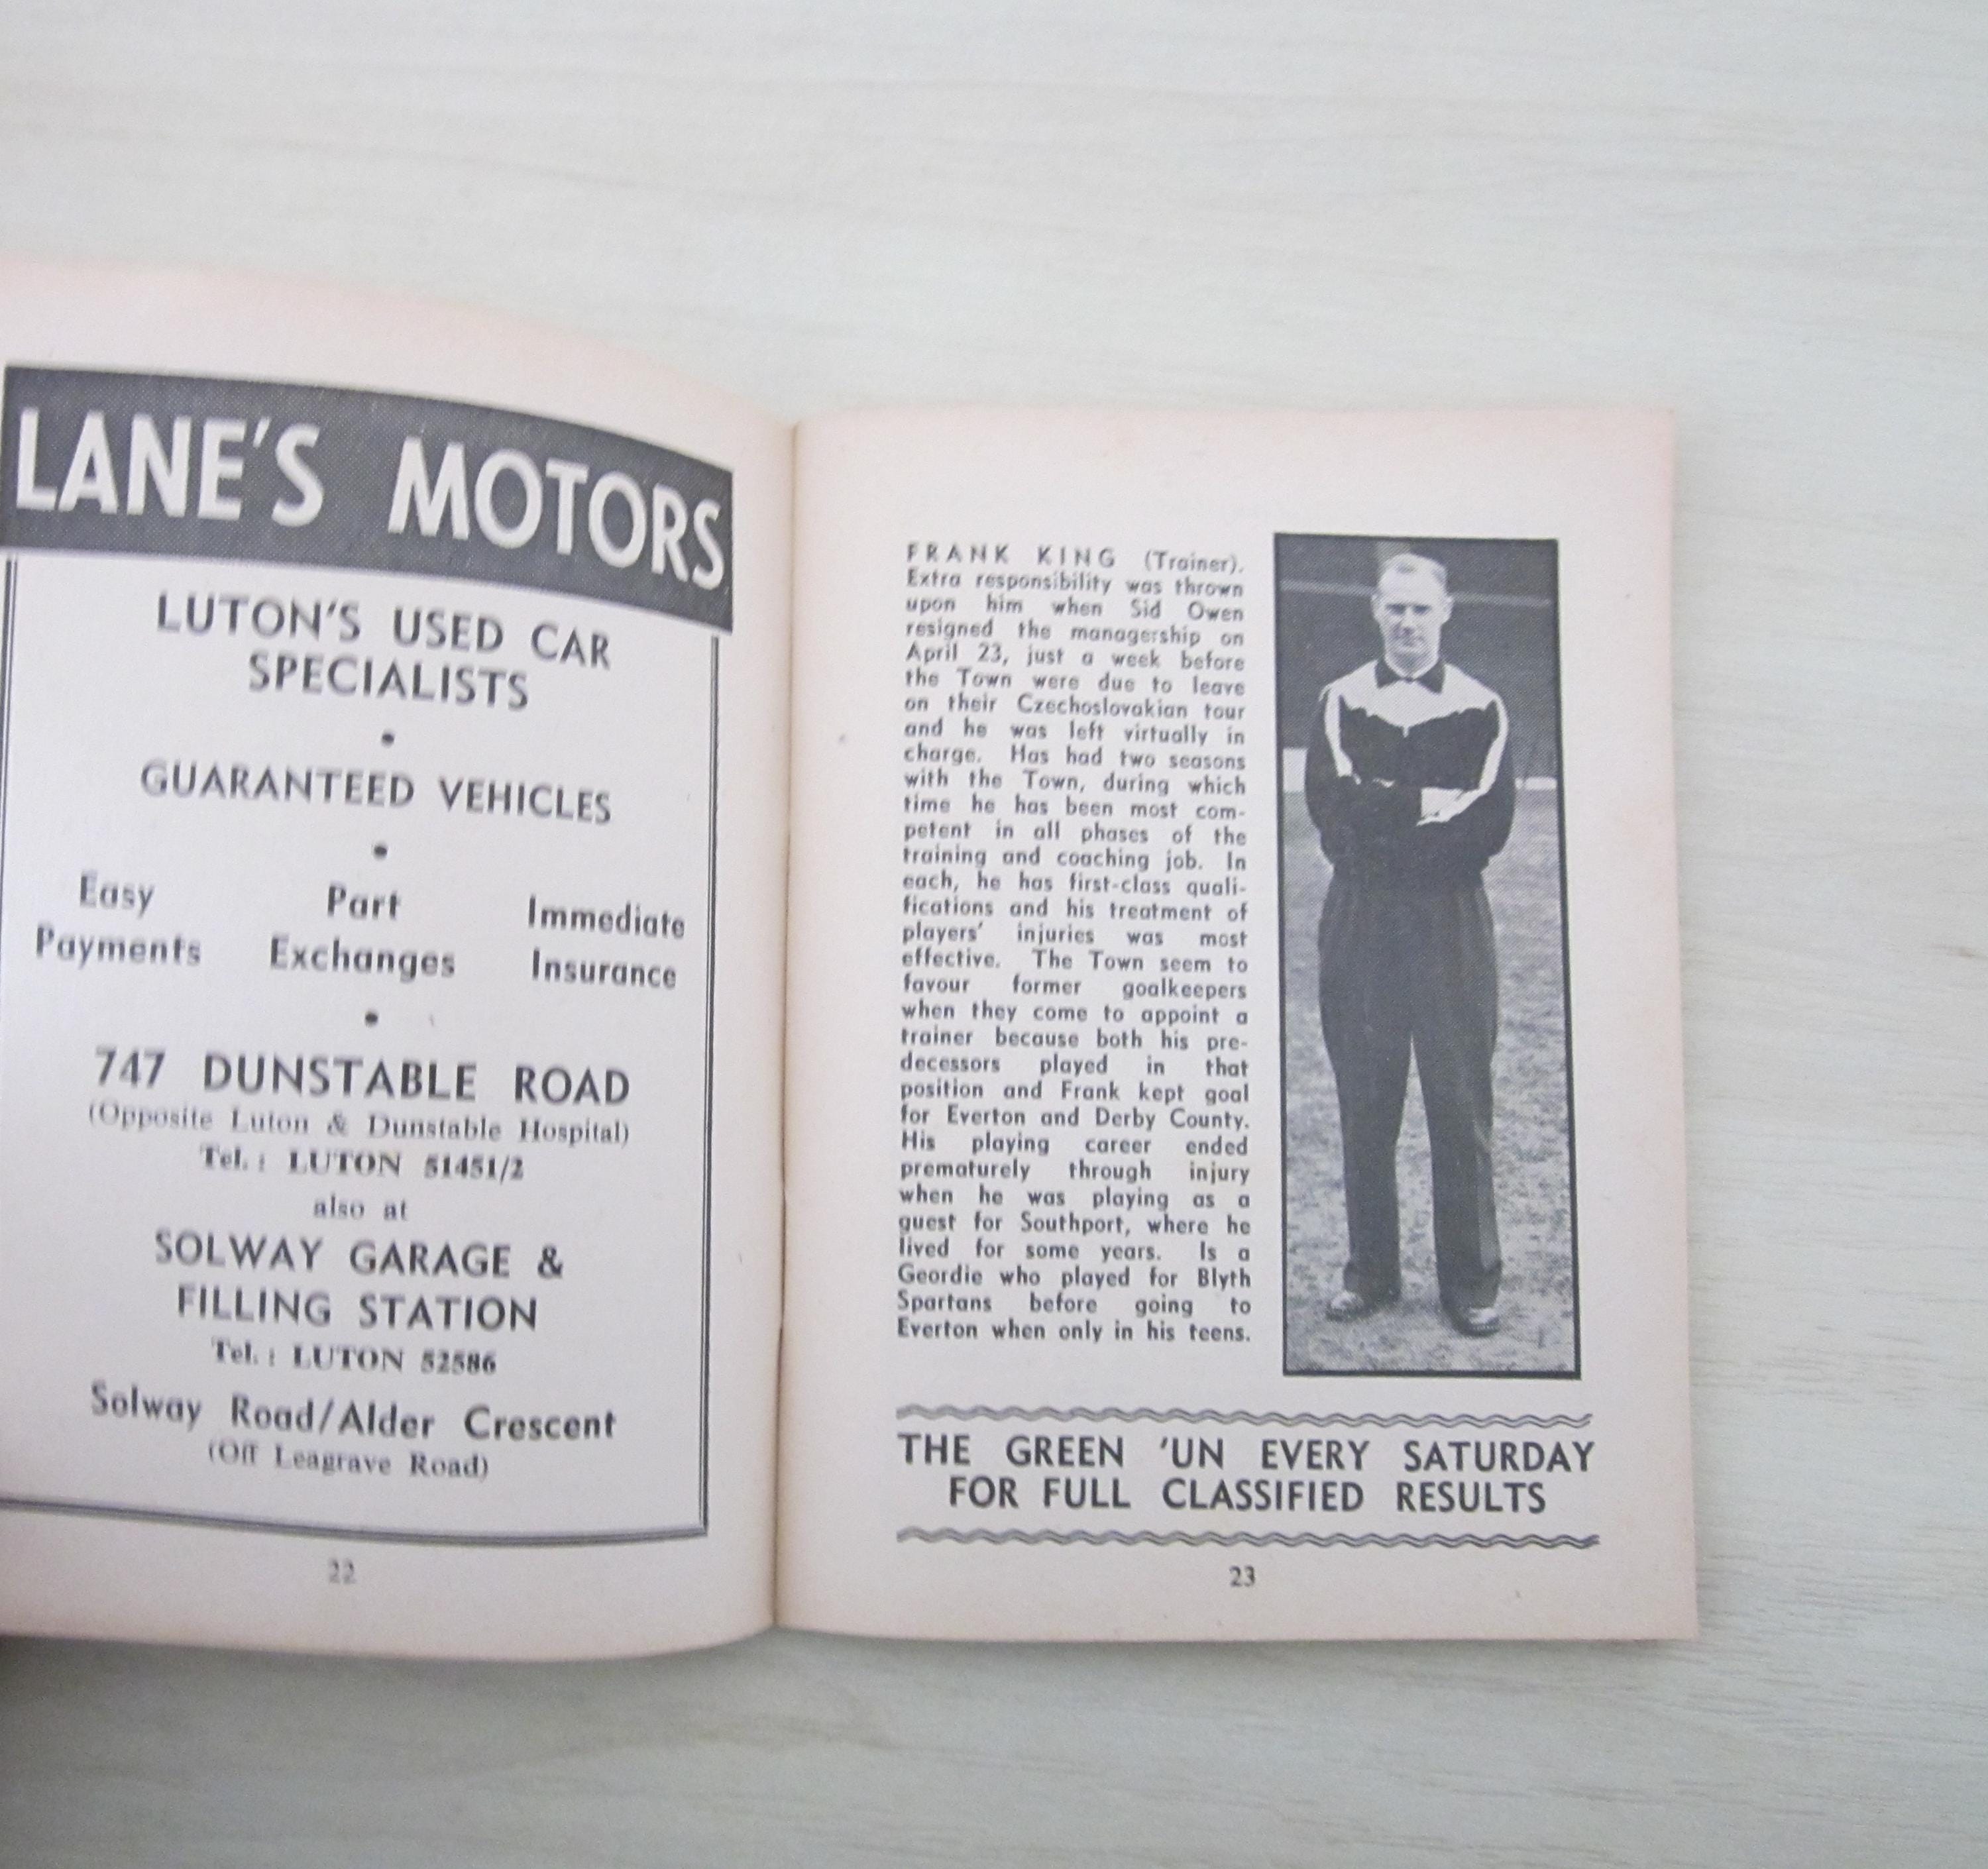 LANE'S MOTORS
LUTON'S USED CAR
SPECIALISTS
GUARANTEED VEHICLES
Easy Part Immediate
Payments Exchanges Insurance
747 DUNSTABLE ROAD
(Opposite Luton & Dunstable Hospital)
Tel. : LUTON 51451/2
also at
SOLWAY GARAGE &
FILLING STATION
Tel. : LUTON 52586
Solway Road/Alder Crescent
(Off Leagrave Road)
22
FRANK KING (Trainer).
Extra responsibility was thrown
upon him when Sid Owen
resigned the managership on
April 23, just a week before
the Town were due to leave
on their Czechoslovakian tour
and he was left virtually in
charge. Has had two seasons
with the Town, during which
time he has been most com-
petent in all phases of the
training and coaching job. In
each, he has first-class quali-
fications and his treatment of
players' injuries was most
effective. The Town seem to
favour former goalkeepers
when they come to appoint a
trainer because both his pre-
decessors played in that
position and Frank kept goal
for Everton and Derby County.
His playing career ended
prematurely through injury
when he was playing as a
guest for Southport, where he
lived for some years. Is a
Geordie who played for Blyth
Spartans before going to
Everton when only in his teens.
THE GREEN 'UN EVERY SATURDAY
FOR FULL CLASSIFIED RESULTS
23